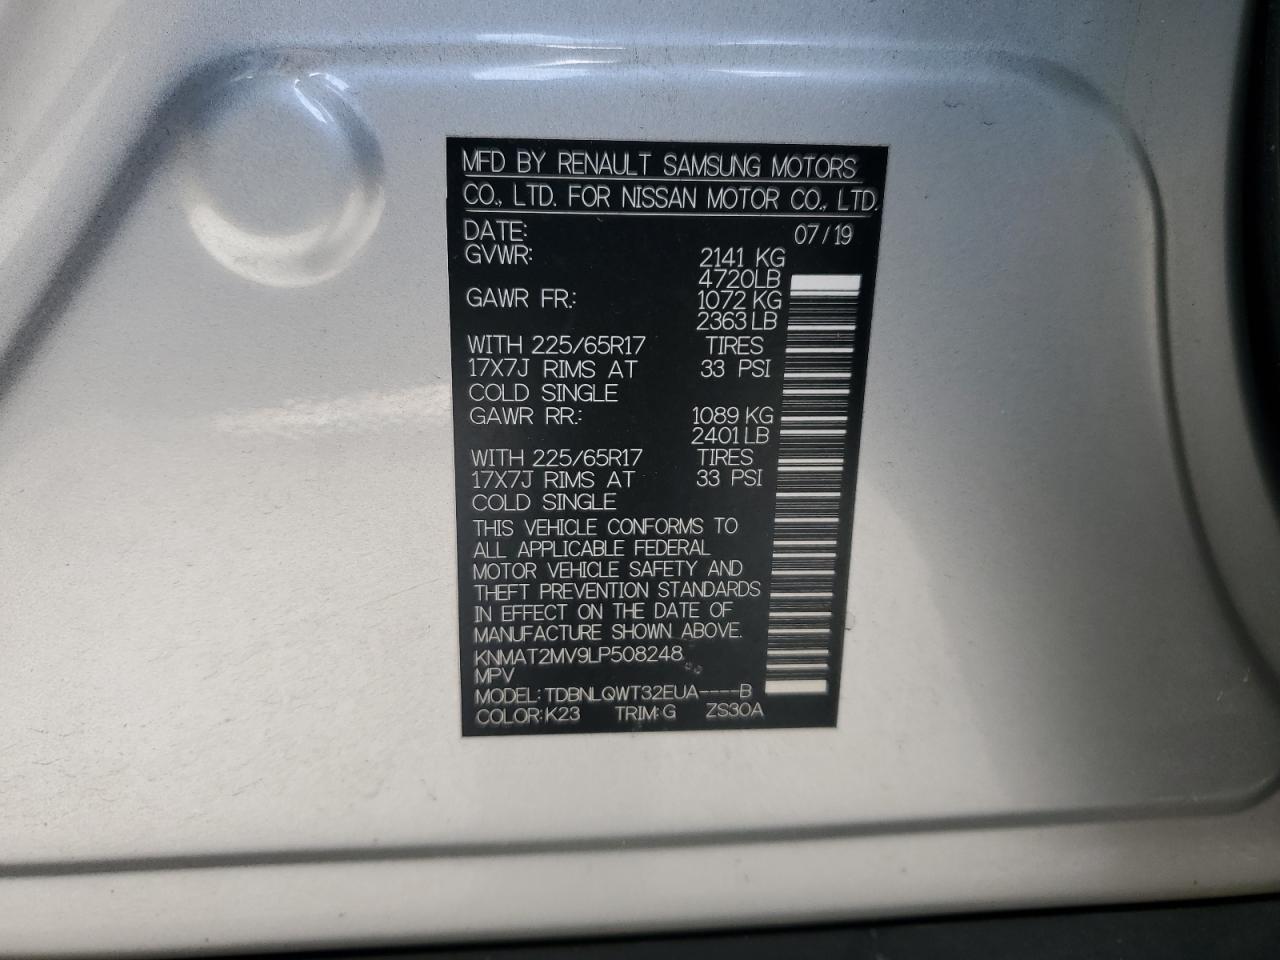 MFD BY RENAULT SAMSUNG MOTORS
CO., LTD. FOR NISSAN MOTOR CO., LTD.
DATE: 07/19
GVWR: 2141 KG
4720LB
GAWR FR.: 1072 KG
2363 LB
WITH 225/65R17 TIRES
17X7J RIMS AT 33 PSI
COLD SINGLE
GAWR RR.: 1089 KG
2401 LB
WITH 225/65R17 TIRES
17X7J RIMS AT 33 PSI
COLD SINGLE
THIS VEHICLE CONFORMS TO
ALL APPLICABLE FEDERAL
MOTOR VEHICLE SAFETY AND
THEFT PREVENTION STANDARDS
IN EFFECT ON THE DATE OF
MANUFACTURE SHOWN ABOVE.
KNMAT2MV9LP508248
MPV
MODEL: TDBNLQWT32EUA----B
COLOR:K23 TRIM:G ZS30A